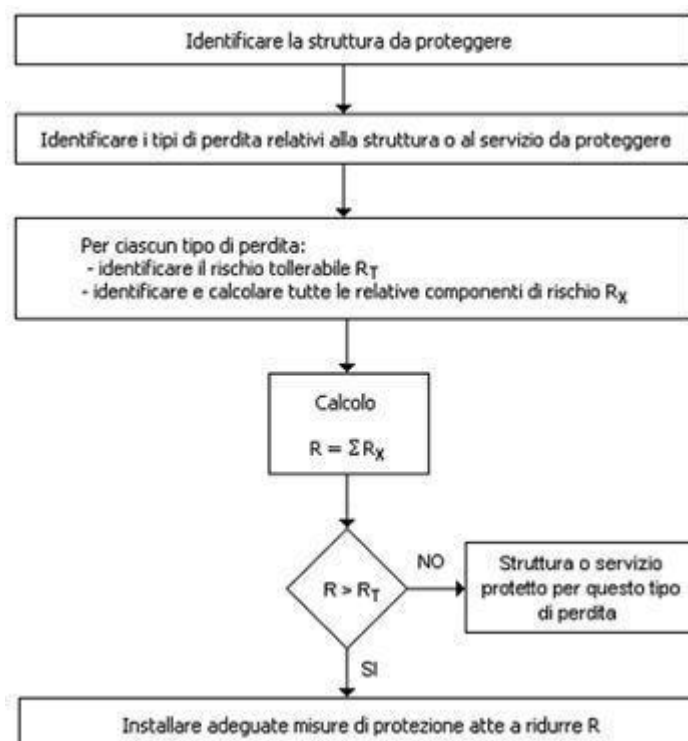 Identificare la struttura da proteggere
Identificare i tipi di perdita relativi alla struttura o al servizio da proteggere
Per ciascun tipo di perdita:
- identificare il rischio tollerabile RT
- identificare e calcolare tutte le relative componenti di rischio RX
Calcolo
R = ΣRX
R > RT
NO
Struttura o servizio
protetto per questo tipo
di perdita
SI
Installare adeguate misure di protezione atte a ridurre R